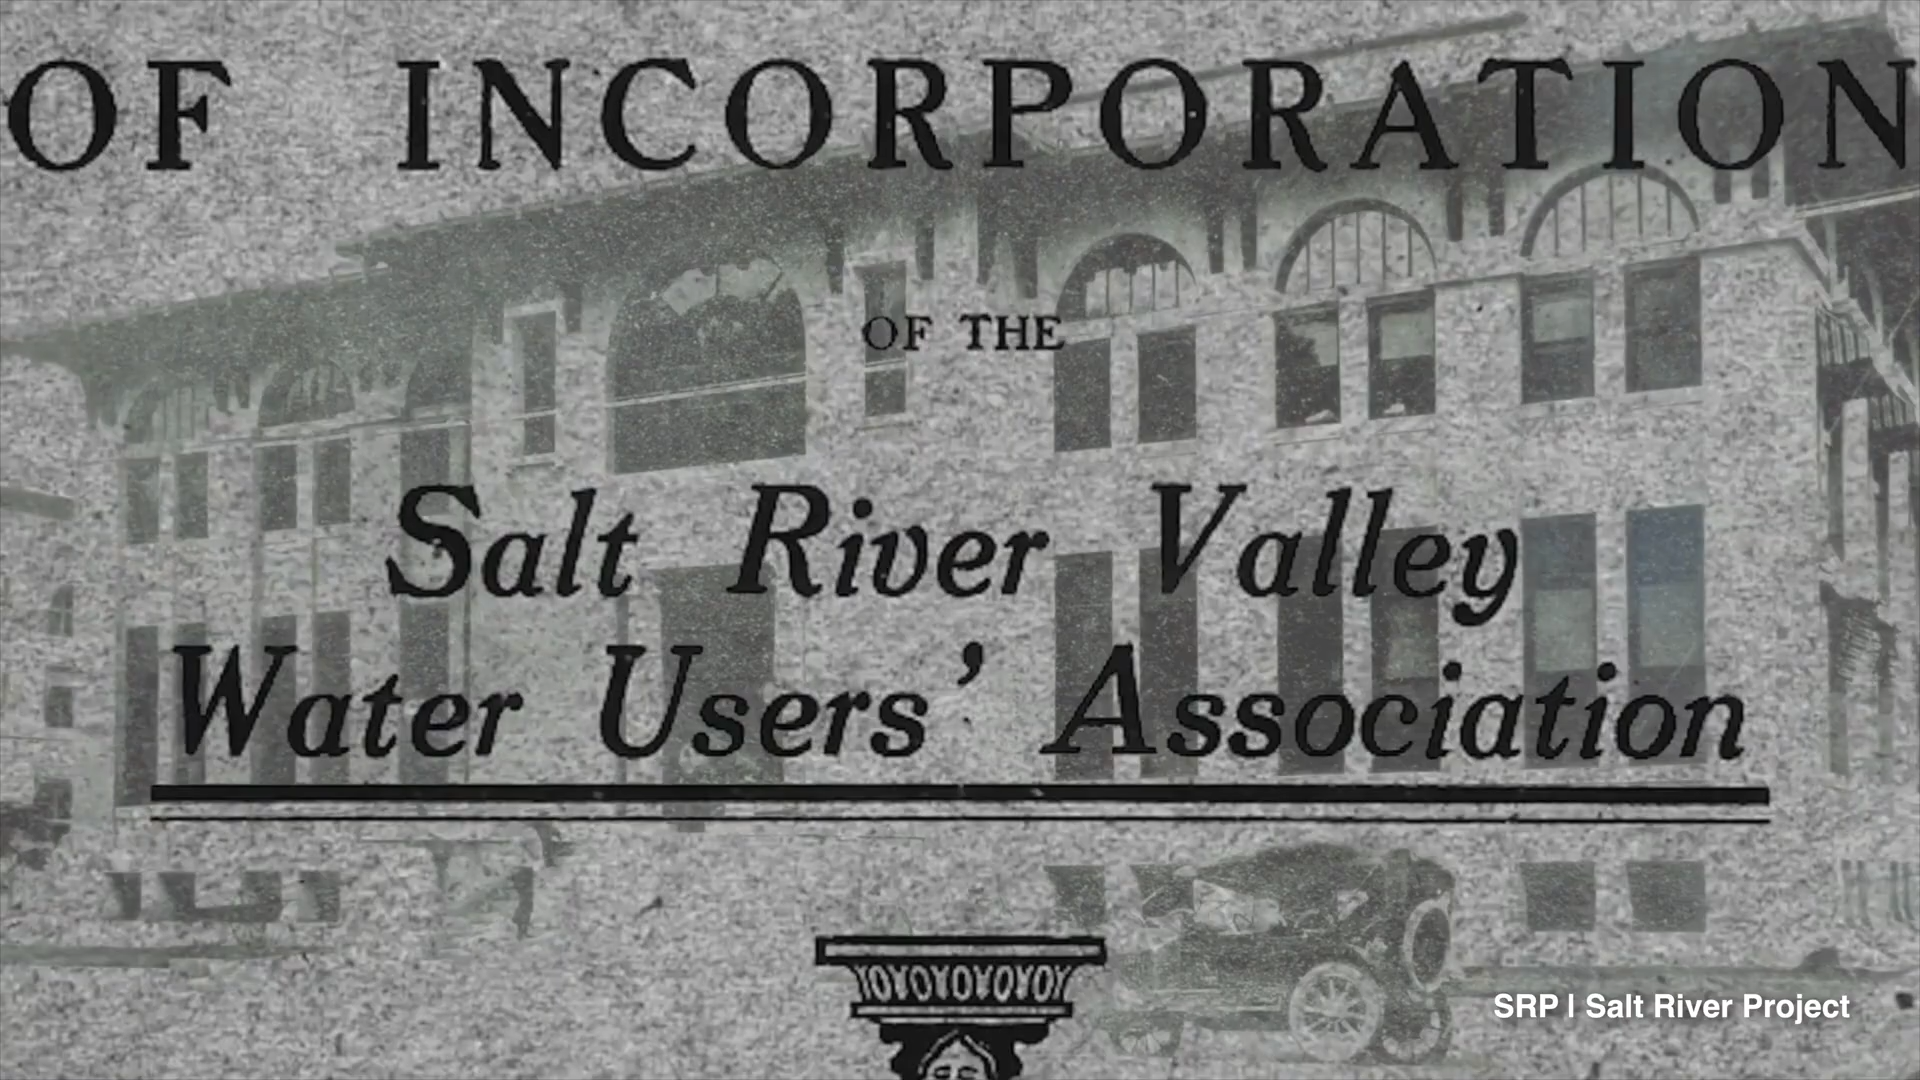 OF INCORPORATION
OF THE
Salt River Valley
Water Users' Association
SRP | Salt River Project